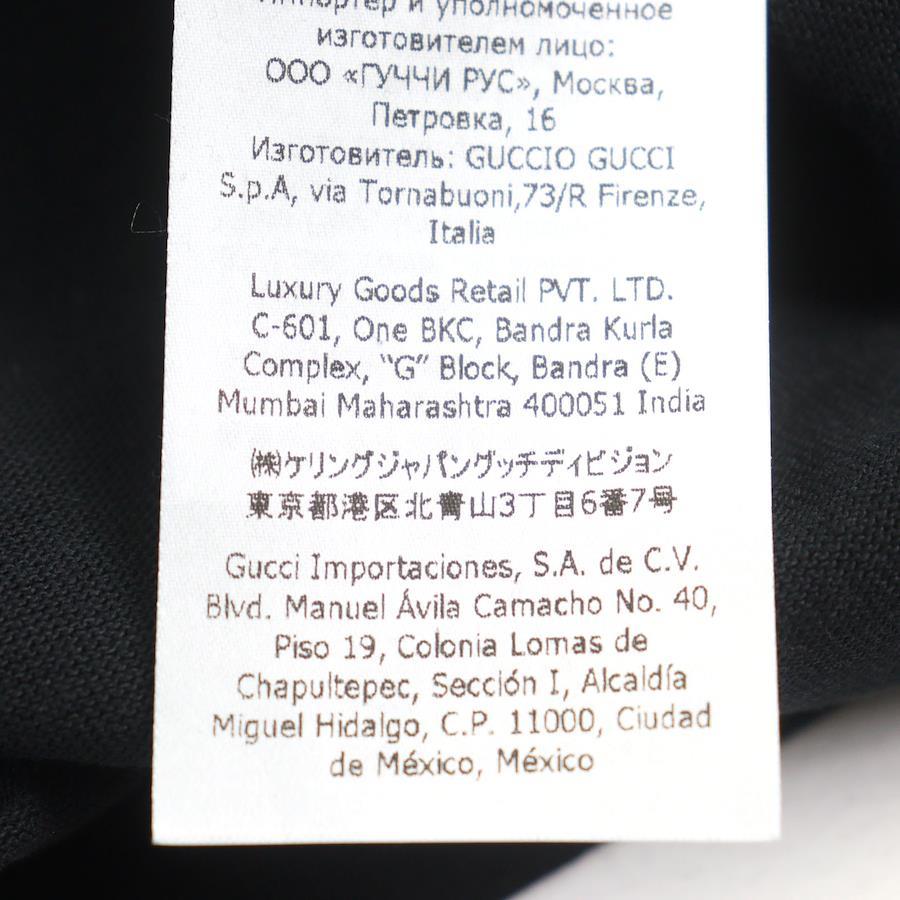 Импортер и уполномоченное
изготовителем лицо:
ООО «ГУЧЧИ РУС», Москва,
Петровка, 16
Изготовитель: GUCCIO GUCCI
S.p.A, via Tornabuoni,73/R Firenze,
Italia
Luxury Goods Retail PVT. LTD.
C-601, One BKC, Bandra Kurla
Complex, “G” Block, Bandra (E)
Mumbai Maharashtra 400051 India
㈱ケリングジャパングッチディビジョン
東京都港区北青山3丁目6番7号
Gucci Importaciones, S.A. de C.V.
Blvd. Manuel Ávila Camacho No. 40,
Piso 19, Colonia Lomas de
Chapultepec, Sección I, Alcaldía
Miguel Hidalgo, C.P. 11000, Ciudad
de México, México